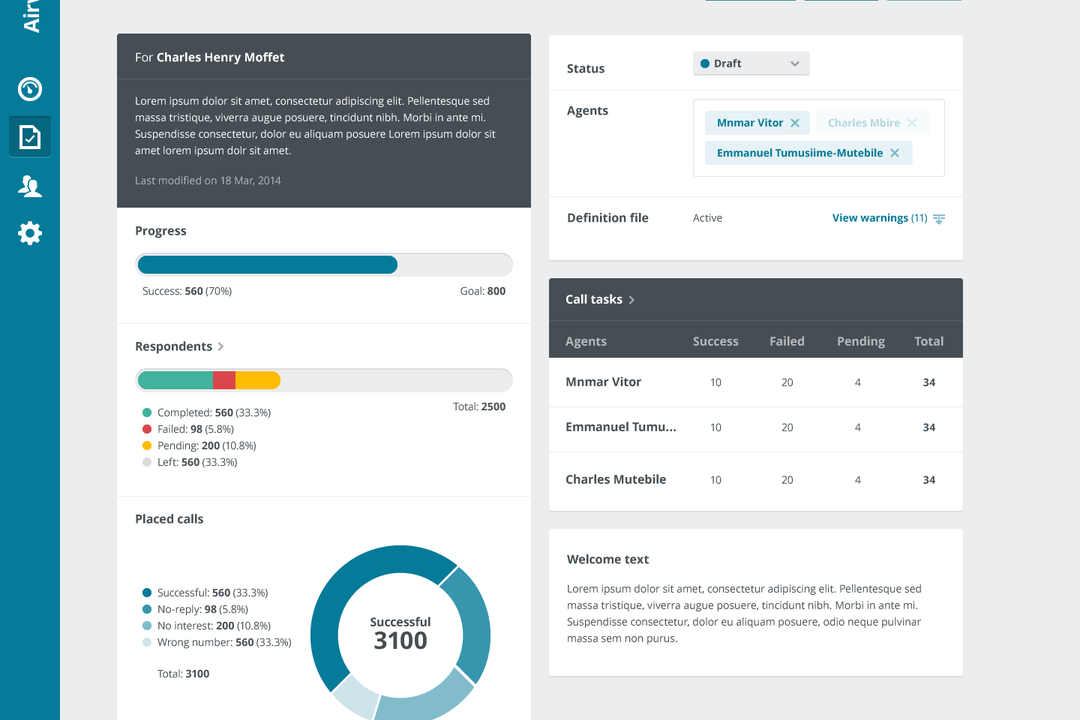 For Charles Henry Moffet
Lorem ipsum dolor sit amet, consectetur adipiscing elit. Pellentesque sed
massa tristique, viverra augue posuere, tincidunt nibh. Morbi in ante mi.
Suspendisse consectetur, dolor eu aliquam posuere Lorem ipsum dolor sit
amet lorem ipsum dolr sit amet.
Last modified on 18 Mar, 2014
Progress
Success: 560 (70%) Goal: 800
Respondents
Total: 2500
Completed: 560 (33.3%)
Failed: 98 (5.8%)
Pending: 200 (10.8%)
Left: 560 (33.3%)
Placed calls
Successful: 560 (33.3%)
No-reply: 98 (5.8%)
No interest: 200 (10.8%)
Wrong number: 560 (33.3%)
Total: 3100
Successful
3100
Status Draft
Agents
Mnmar Vitor Charles Mbire
Emmanuel Tumusiime-Mutebile
Definition file Active View warnings (11)
Call tasks
Agents Success Failed Pending Total
Mnmar Vitor 10 20 4 34
Emmanuel Tumu... 10 20 4 34
Charles Mutebile 10 20 4 34
Welcome text
Lorem ipsum dolor sit amet, consectetur adipiscing elit. Pellentesque sed
massa tristique, viverra augue posuere, tincidunt nibh. Morbi in ante mi.
Suspendisse consectetur, dolor eu aliquam posuere, odio neque pulvinar
massa sem non purus.